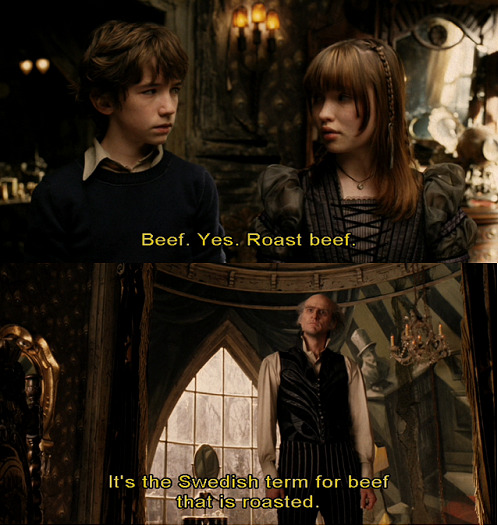 Beef. Yes. Roast beef.
It's the Swedish term for beef
that is roasted.